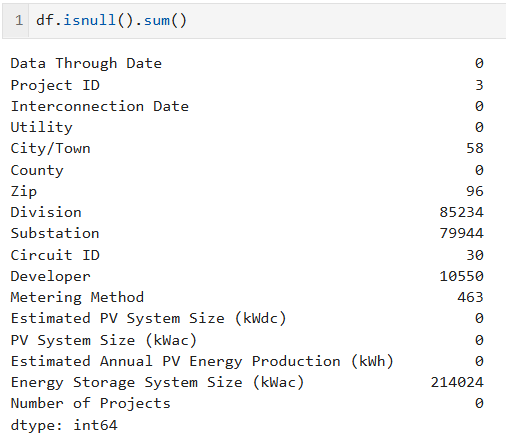 1 df.isnull().sum()
Data Through Date 0
Project ID 3
Interconnection Date 0
Utility 0
City/Town 58
County 0
Zip 96
Division 85234
Substation 79944
Circuit ID 30
Developer 10550
Metering Method 463
Estimated PV System Size (kWdc) 0
PV System Size (kWac) 0
Estimated Annual PV Energy Production (kWh) 0
Energy Storage System Size (kWac) 214024
Number of Projects 0
dtype: int64